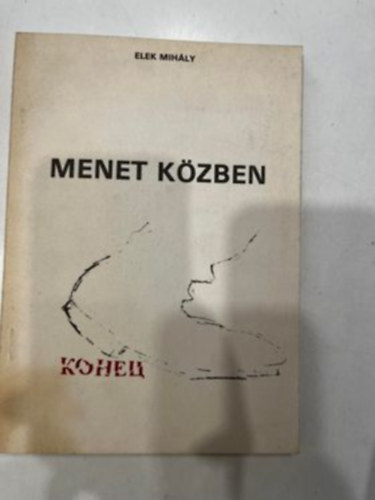 ELEK MIHÁLY
MENET KÖZBEN
КОНЕЦ